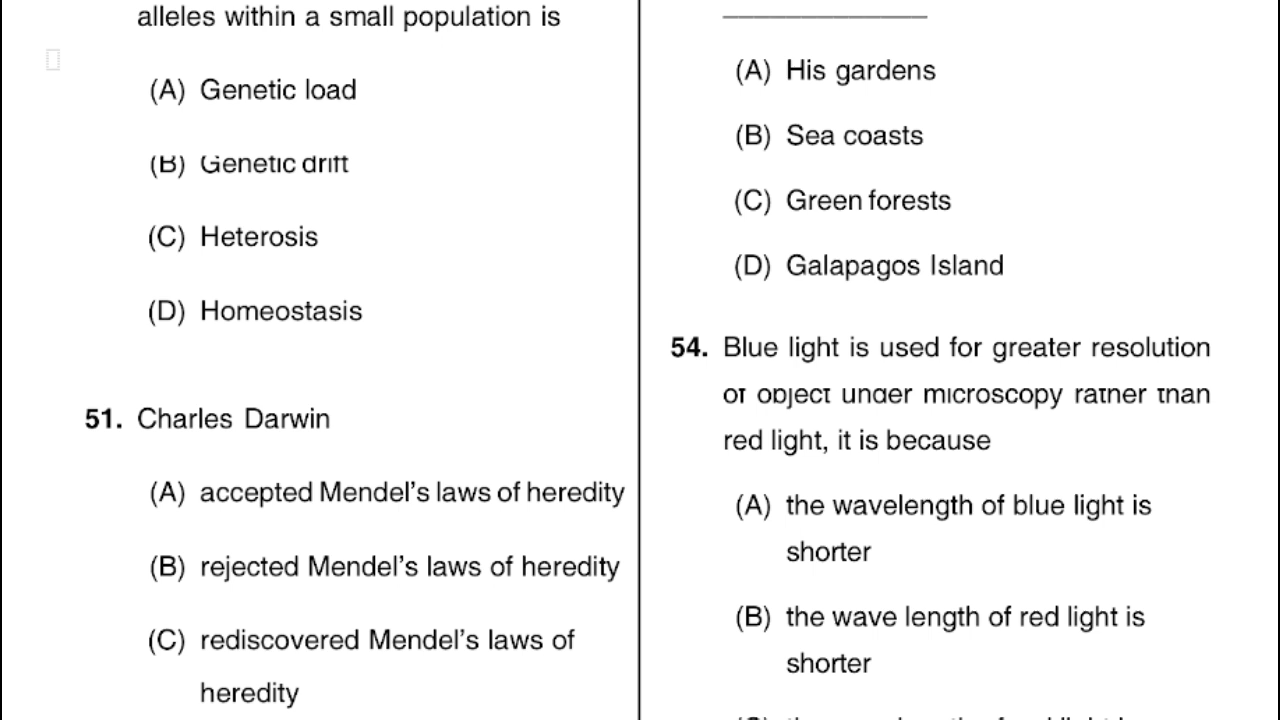 alleles within a small population is
(A) Genetic load
(B) Genetic drift
(C) Heterosis
(D) Homeostasis
51. Charles Darwin
(A) accepted Mendel’s laws of heredity
(B) rejected Mendel’s laws of heredity
(C) rediscovered Mendel’s laws of
heredity
(A) His gardens
(B) Sea coasts
(C) Green forests
(D) Galapagos Island
54. Blue light is used for greater resolution
of object under microscopy rather than
red light, it is because
(A) the wavelength of blue light is
shorter
(B) the wave length of red light is
shorter